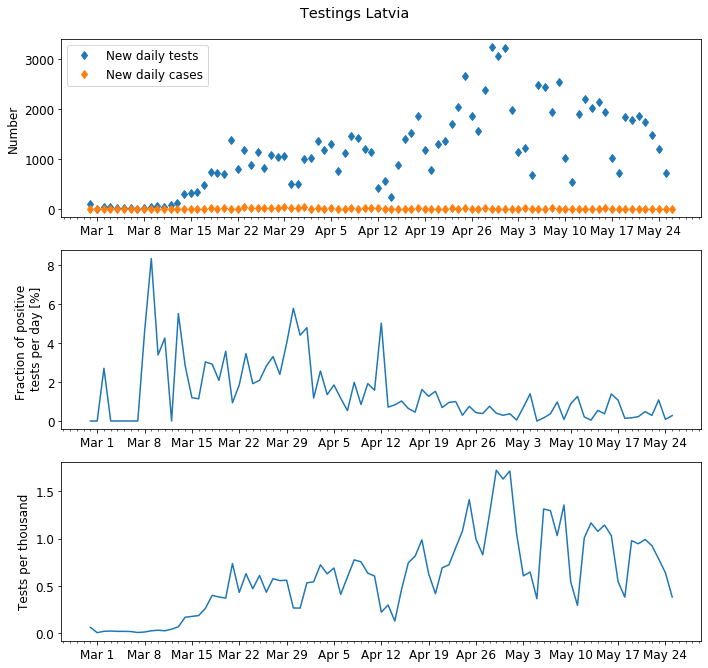 Testings Latvia
New daily tests
New daily cases
Number
3000
2000
1000
0
Mar 1 Mar 8 Mar 15 Mar 22 Mar 29 Apr 5 Apr 12 Apr 19 Apr 26 May 3 May 10 May 17 May 24
Fraction of positive
tests per day [%]
8
6
4
2
0
Mar 1 Mar 8 Mar 15 Mar 22 Mar 29 Apr 5 Apr 12 Apr 19 Apr 26 May 3 May 10 May 17 May 24
Tests per thousand
1.5
1.0
0.5
0.0
Mar 1 Mar 8 Mar 15 Mar 22 Mar 29 Apr 5 Apr 12 Apr 19 Apr 26 May 3 May 10 May 17 May 24